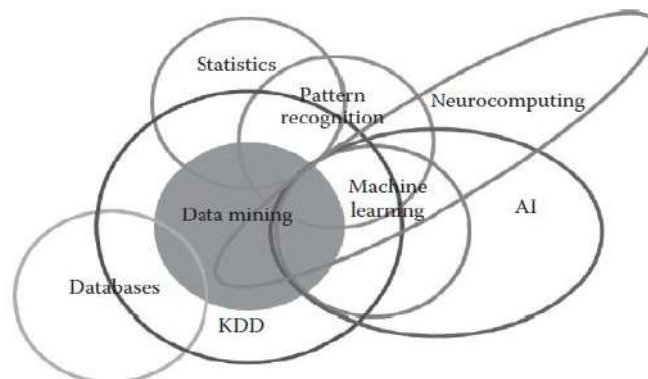 Statistics
Pattern
recognition
Neurocomputing
Machine
learning
AI
Data mining
Databases
KDD